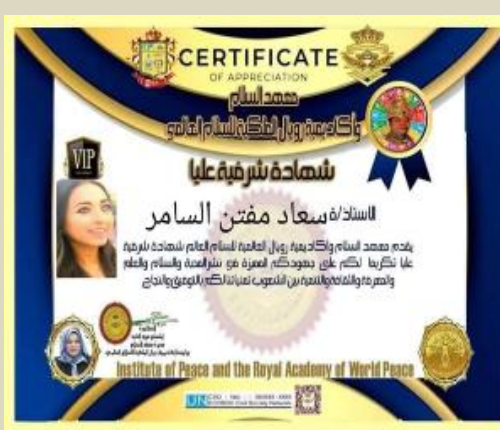 CERTIFICATE
OF APPRECIATION
معهد السلام
وأكاديمية رويال الملكية للسلام العالمي
شهادة شرفية عليا
VIP
الاستاذ/ة سعاد مفتن السامر
يقدم معهد السلام وأكاديمية رويال العالمية للسلام العالم شهادة شرفية
عليا تكريما لكم على جهودكم المميزة في نشر المحبة والسلام والعلم
والمعرفة والثقافة والتنمية بين الشعوب تمنياتنا لكم بالتوفيق والنجاح
Institute of Peace and the Royal Academy of World Peace
UN